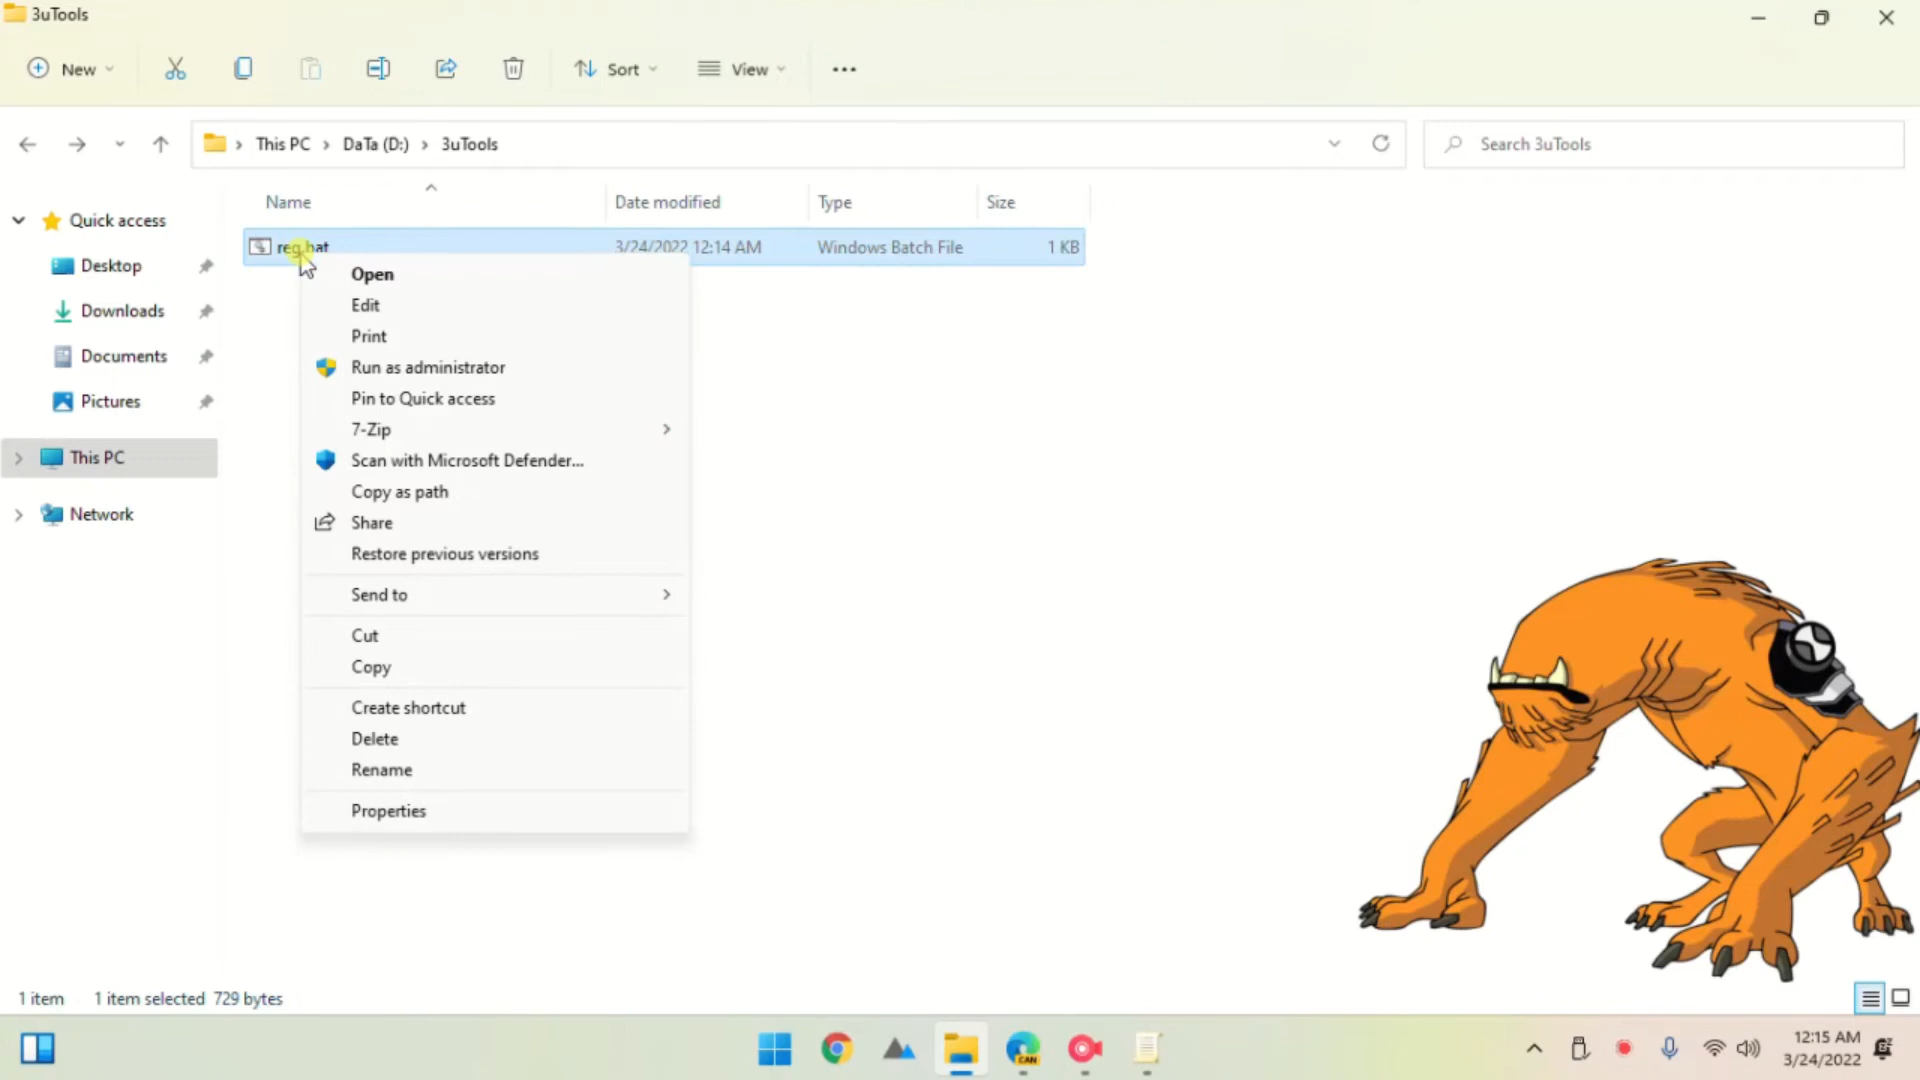 3uTools
New
Sort
View
This PC
DaTa (D:)
3uTools
Search 3uTools
Name
Date modified
Type
Size
Quick access
Desktop
Downloads
Documents
Pictures
This PC
Network
reg.bat
3/24/2022 12:14 AM
Windows Batch File
1 KB
Open
Edit
Print
Run as administrator
Pin to Quick access
7-Zip
Scan with Microsoft Defender...
Copy as path
Share
Restore previous versions
Send to
Cut
Copy
Create shortcut
Delete
Rename
Properties
1 item
1 item selected 729 bytes
CAN
12:15 AM
3/24/2022